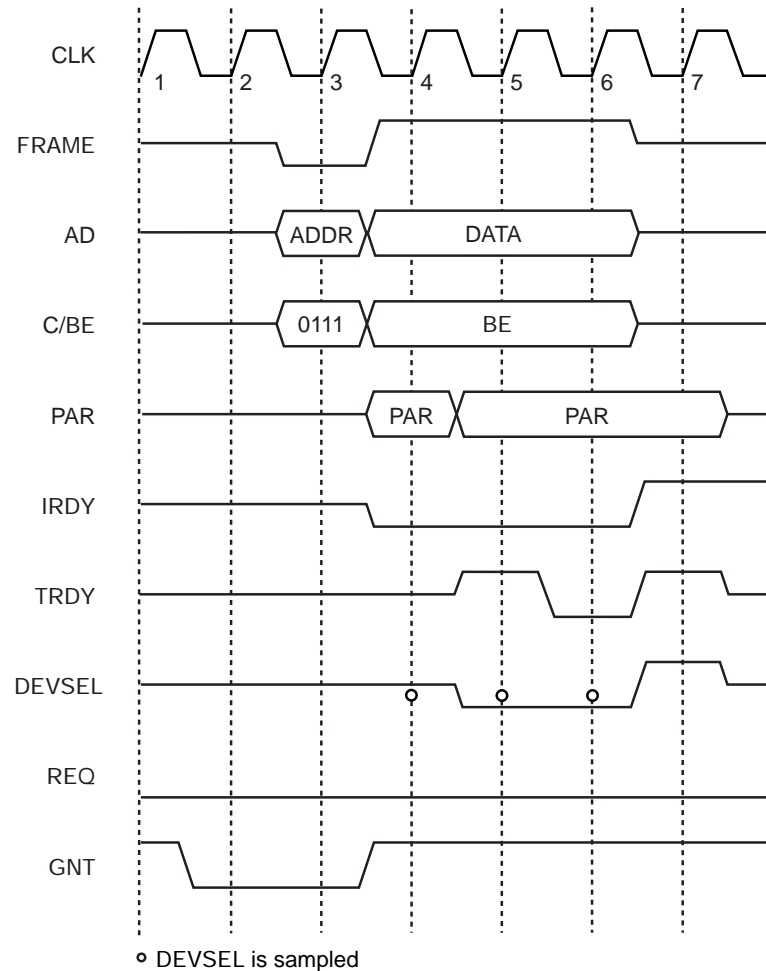 CLK
1 2 3 4 5 6 7
FRAME
AD
ADDR DATA
C/BE
0111 BE
PAR
PAR PAR
IRDY
TRDY
DEVSEL
REQ
GNT
DEVSEL is sampled